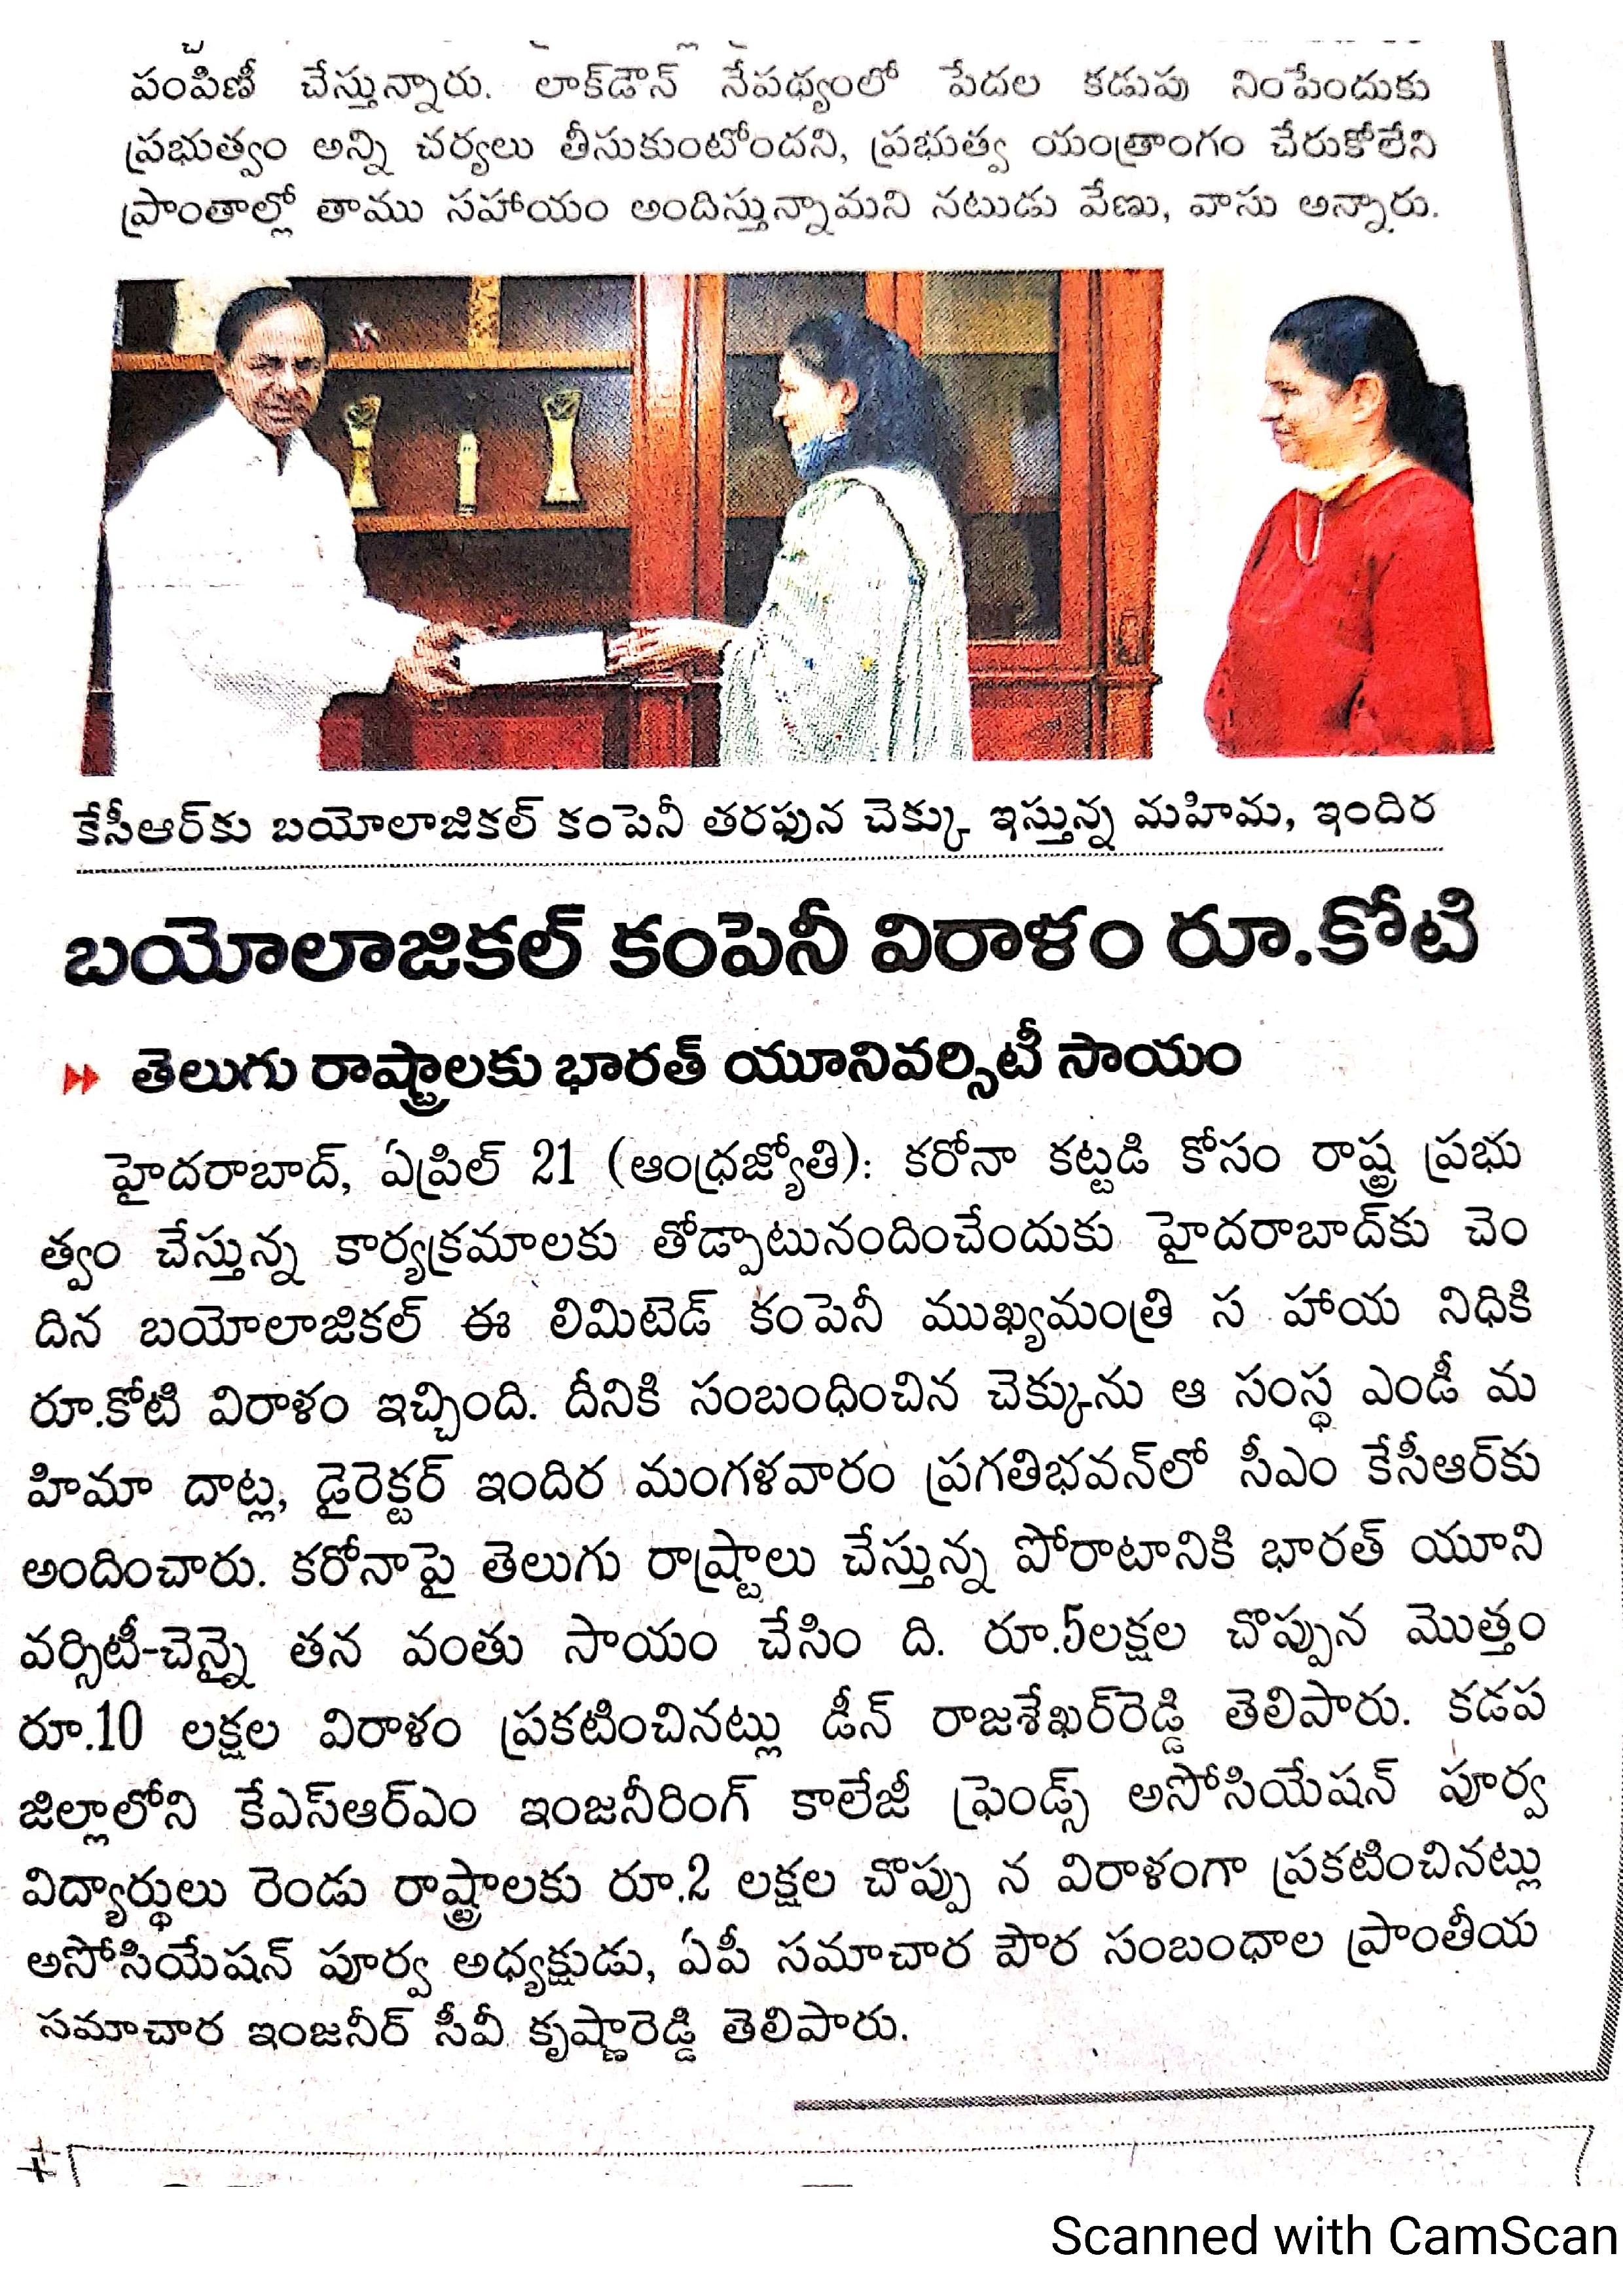 పంపిణీ చేస్తున్నారు. లాక్‌డౌన్ నేపథ్యంలో పేదల కడుపు నింపేందుకు
ప్రభుత్వం అన్ని చర్యలు తీసుకుంటోందని, ప్రభుత్వ యంత్రాంగం చేరుకోలేని
ప్రాంతాల్లో తాము సహాయం అందిస్తున్నామని నటుడు వేణు, వాసు అన్నారు.
కేసీఆర్‌కు బయోలాజికల్ కంపెనీ తరఫున చెక్కు ఇస్తున్న మహిమ, ఇందిర
బయోలాజికల్ కంపెనీ విరాళం రూ.కోటి
తెలుగు రాష్ట్రాలకు భారత్ యూనివర్సిటీ సాయం
హైదరాబాద్, ఏప్రిల్ 21 (ఆంధ్రజ్యోతి): కరోనా కట్టడి కోసం రాష్ట్ర ప్రభు
త్వం చేస్తున్న కార్యక్రమాలకు తోడ్పాటునందించేందుకు హైదరాబాద్‌కు చెం
దిన బయోలాజికల్ ఈ లిమిటెడ్ కంపెనీ ముఖ్యమంత్రి స హాయ నిధికి
రూ.కోటి విరాళం ఇచ్చింది. దీనికి సంబంధించిన చెక్కును ఆ సంస్థ ఎండీ మ
హిమా దాట్ల, డైరెక్టర్ ఇందిర మంగళవారం ప్రగతిభవన్‌లో సీఎం కేసీఆర్‌కు
అందించారు. కరోనాపై తెలుగు రాష్ట్రాలు చేస్తున్న పోరాటానికి భారత్ యూని
వర్సిటీ-చెన్నై తన వంతు సాయం చేసిం ది. రూ.5లక్షల చొప్పున మొత్తం
రూ.10 లక్షల విరాళం ప్రకటించినట్లు డీన్ రాజశేఖర్‌రెడ్డి తెలిపారు. కడప
జిల్లాలోని కేఎస్ఆర్ఎం ఇంజనీరింగ్ కాలేజీ ఫ్రెండ్స్ అసోసియేషన్ పూర్వ
విద్యార్థులు రెండు రాష్ట్రాలకు రూ.2 లక్షల చొప్పు న విరాళంగా ప్రకటించినట్లు
అసోసియేషన్ పూర్వ అధ్యక్షుడు, ఏపీ సమాచార పౌర సంబంధాల ప్రాంతీయ
సమాచార ఇంజనీర్ సీవీ కృష్ణారెడ్డి తెలిపారు.
Scanned with CamScan